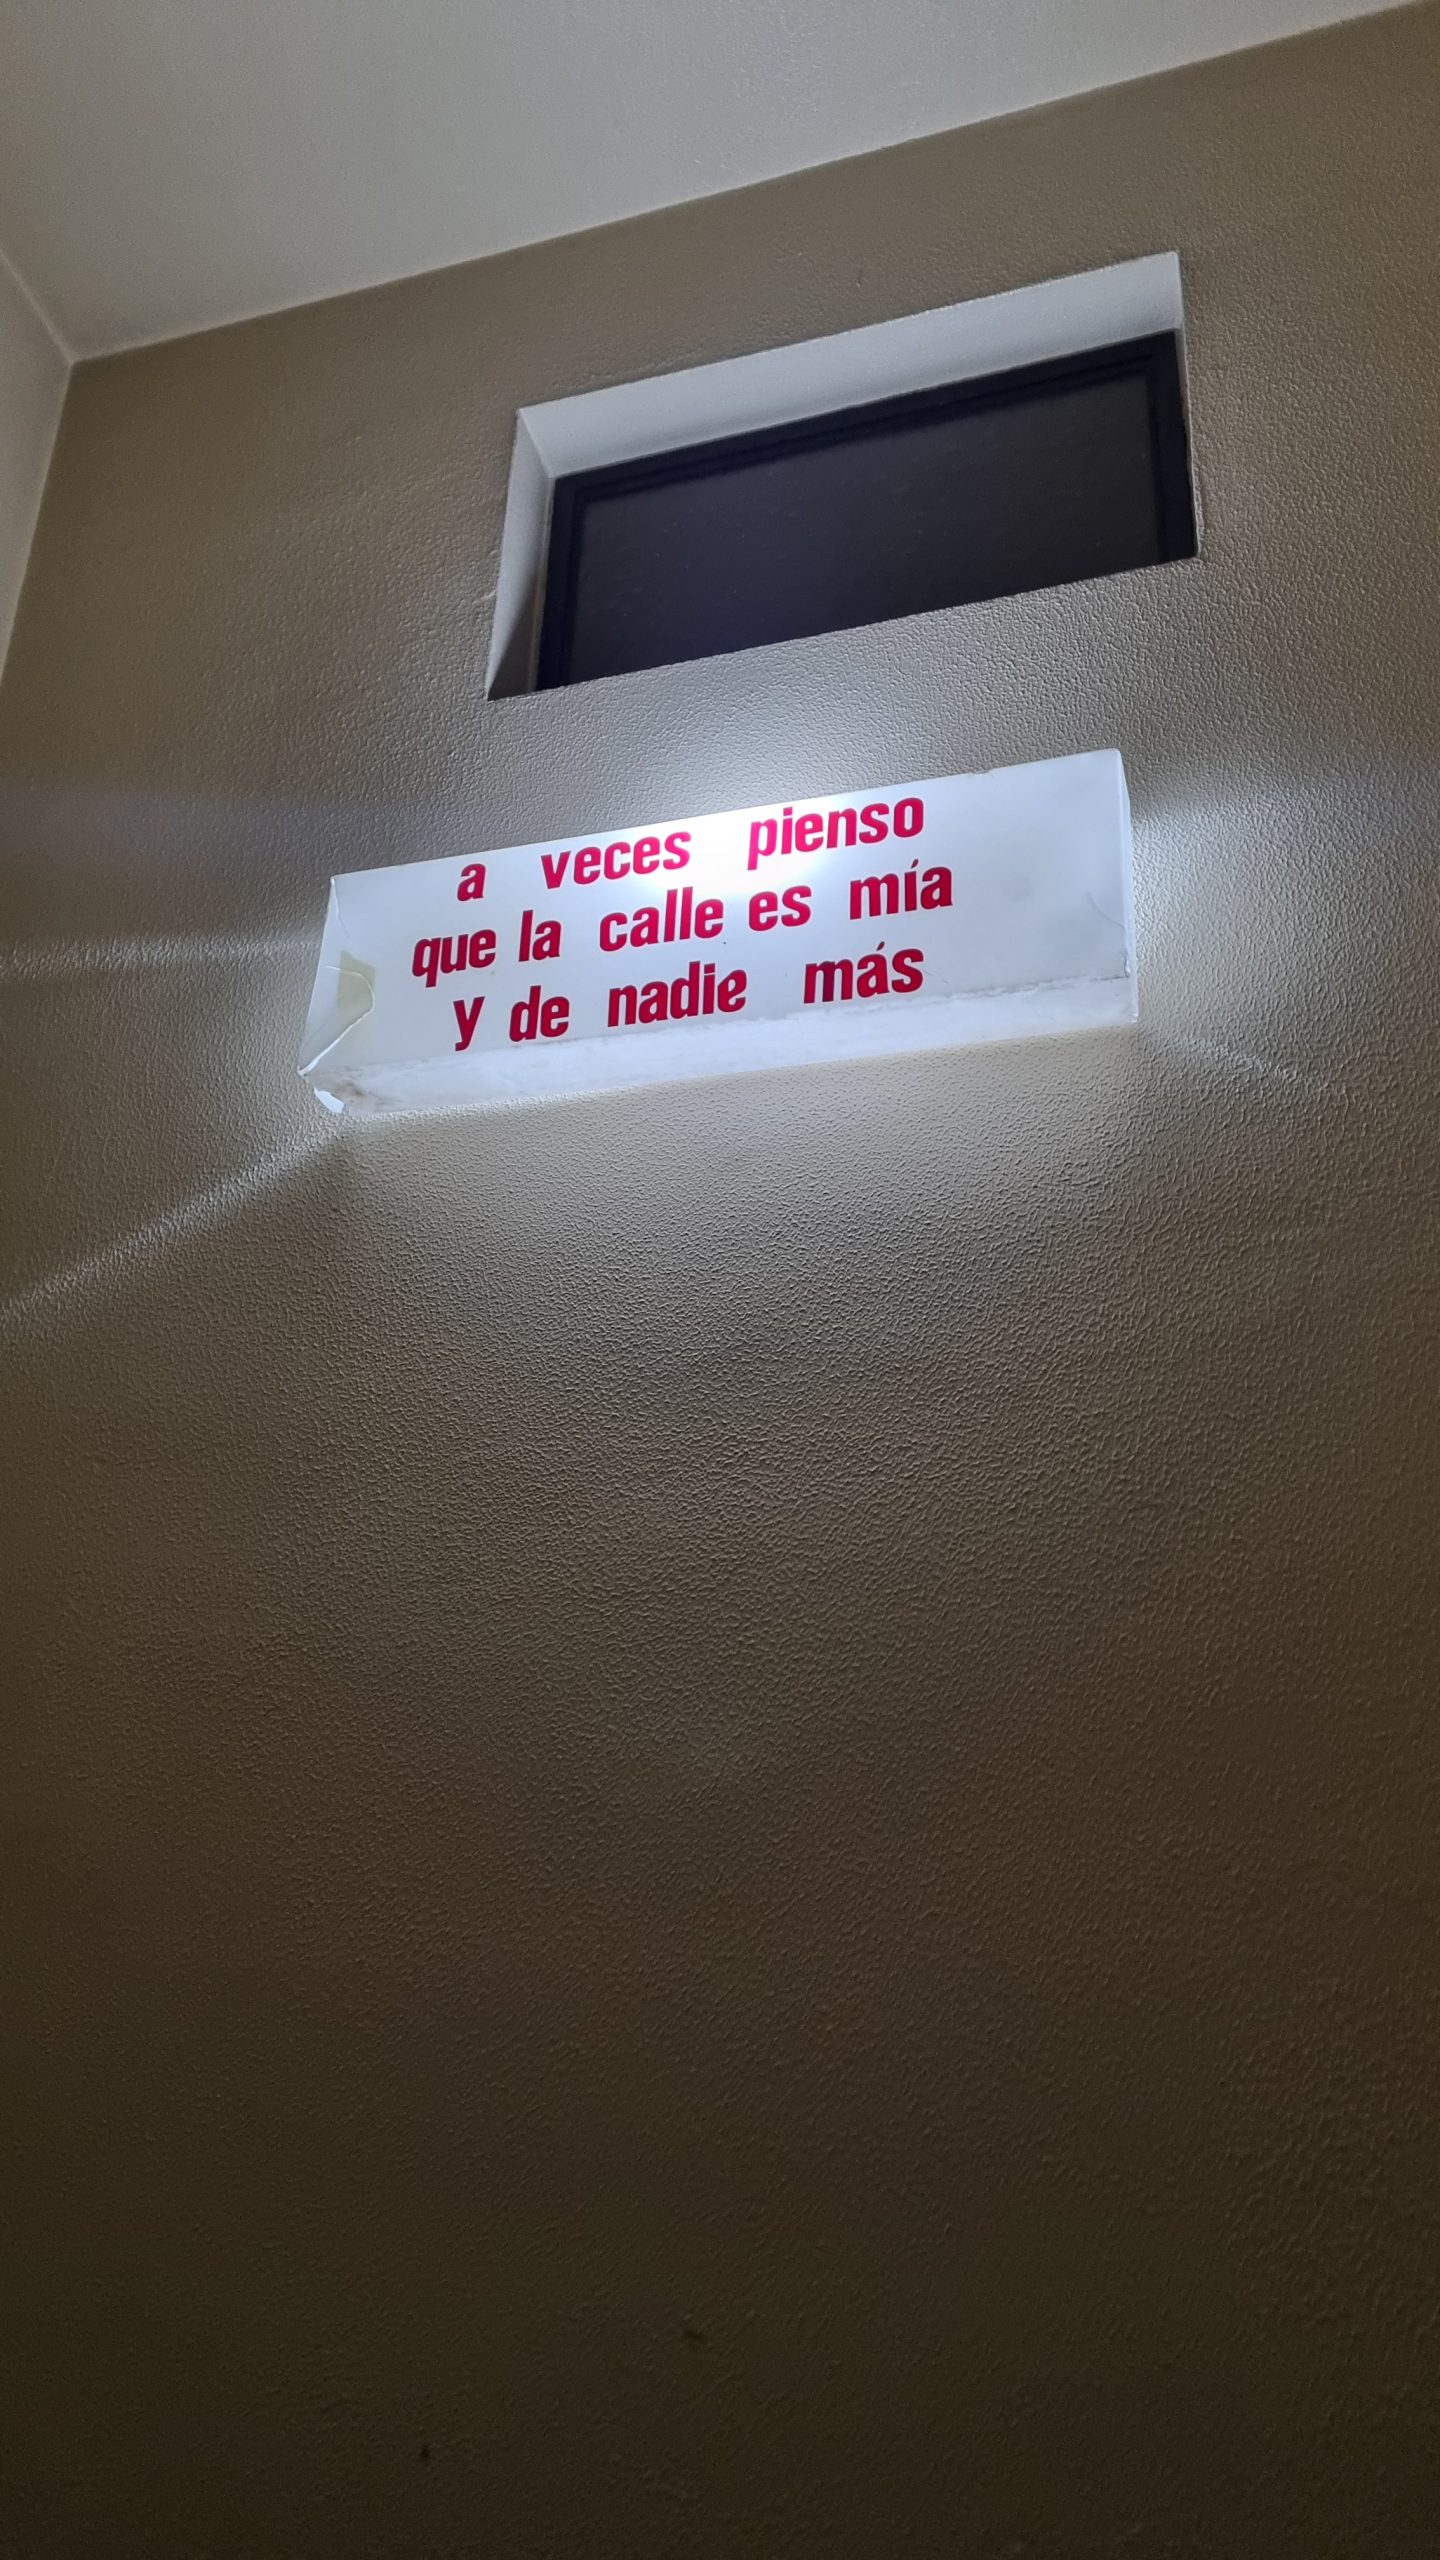 a veces pienso
que la calle es mía
y de nadie más